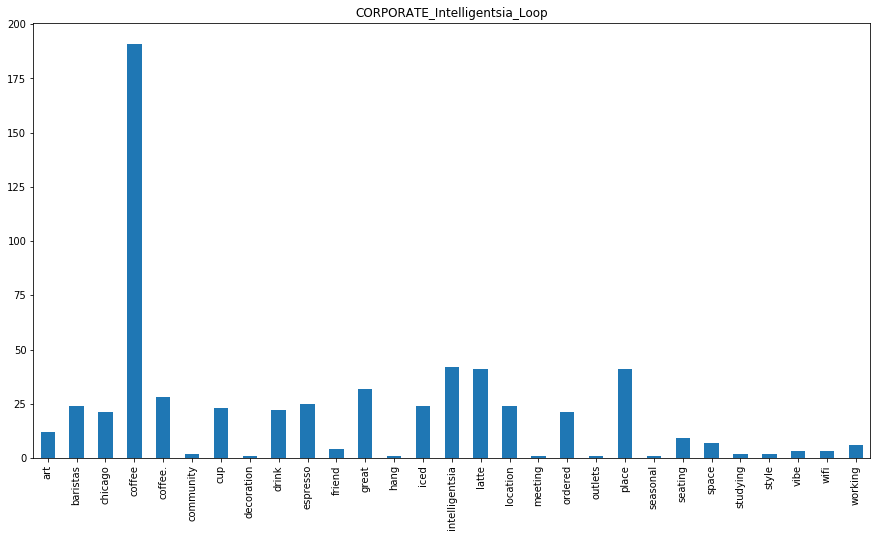 CORPORATE_Intelligentsia_Loop
200
175
150
125
100
75
50
25
0
art
baristas
chicago
coffee
coffee.
community
cup
decoration
drink
espresso
friend
great
hang
iced
intelligentsia
latte
location
meeting
ordered
outlets
place
seasonal
seating
space
studying
style
vibe
wifi
working